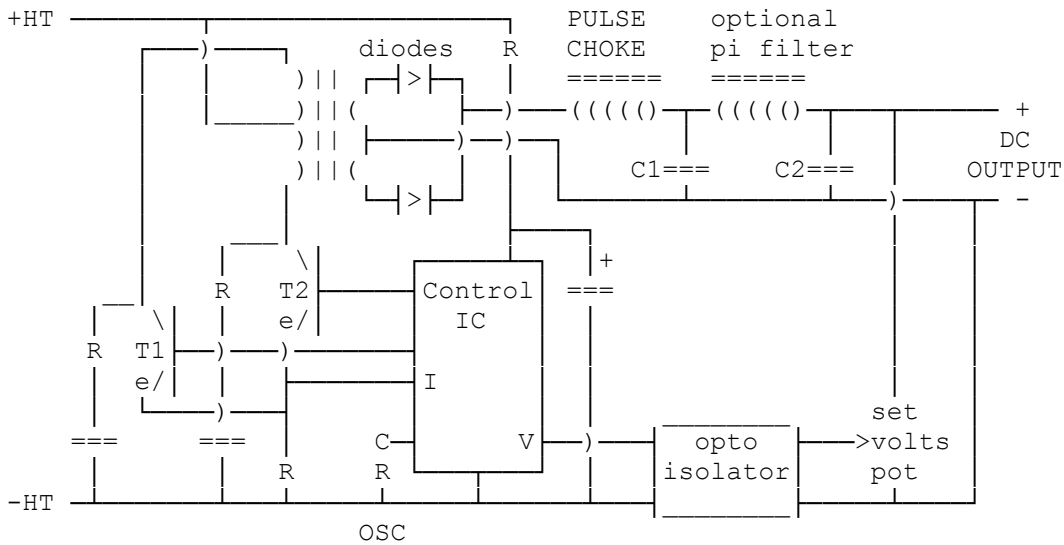 +HT PULSE optional
diodes R CHOKE pi filter
====== ======
+
DC
C1=== C2=== OUTPUT
-
+
R T2 Control ===
e/ IC
R T1
e/ I
set
=== === C V opto >volts
R R isolator pot
-HT
OSC